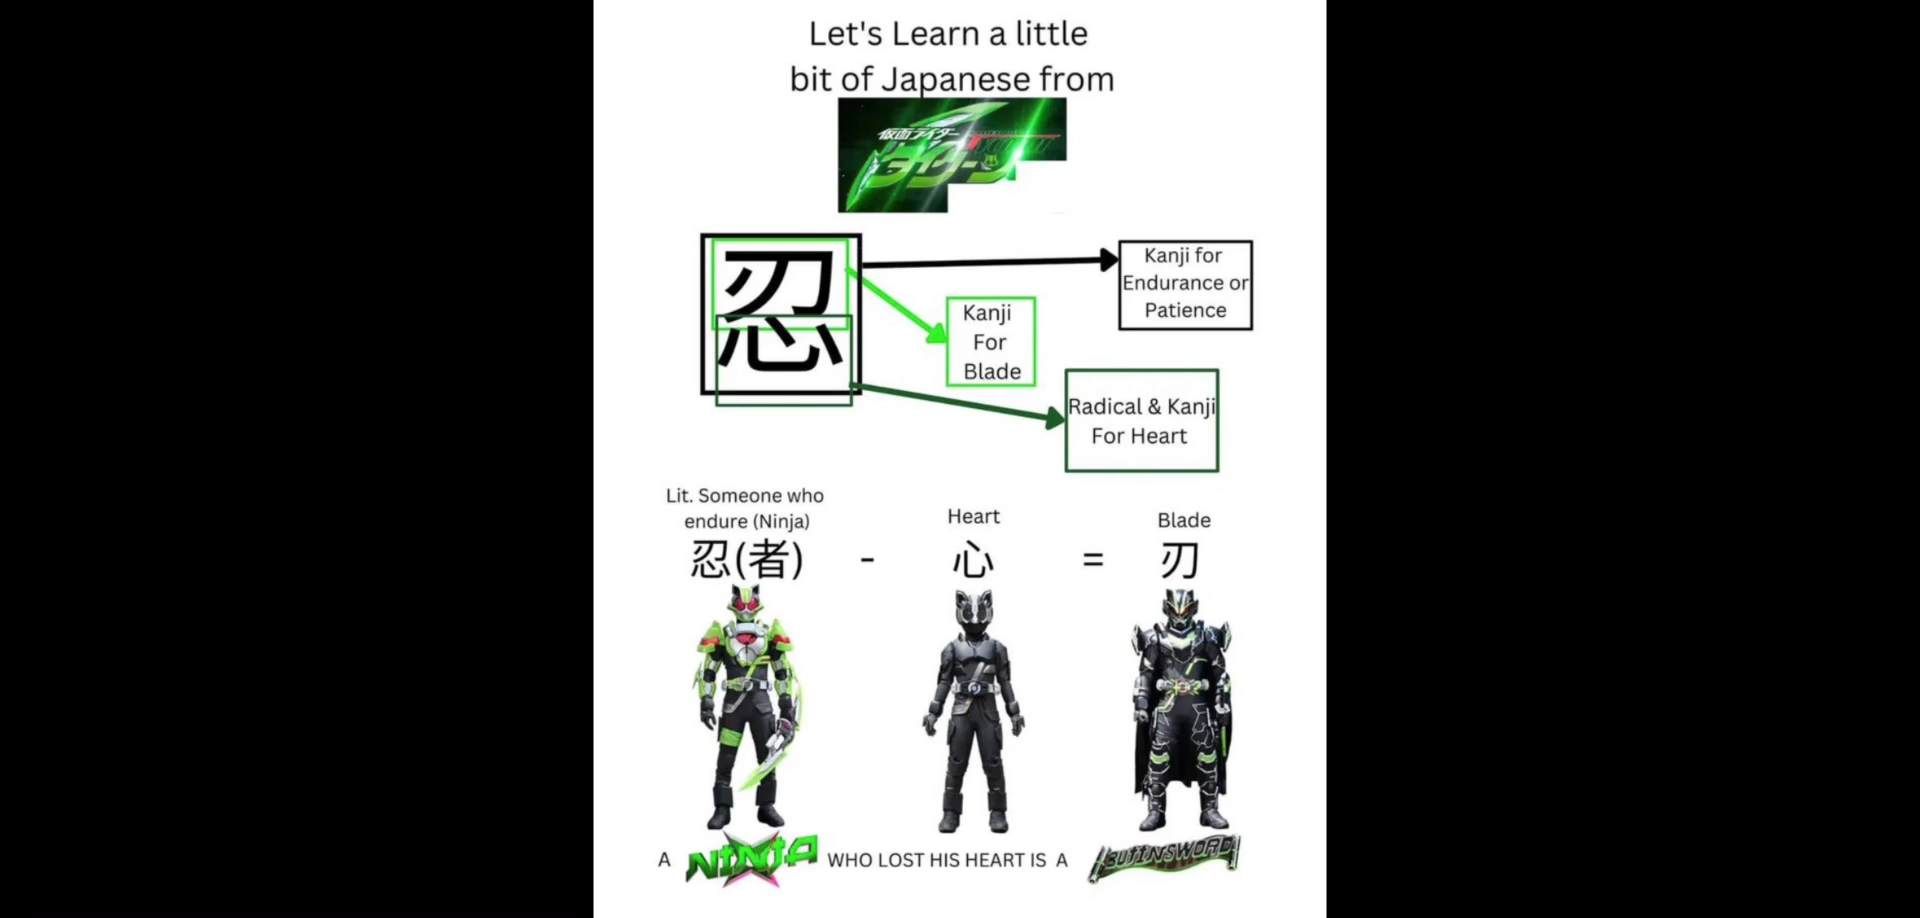 Let's Learn a little
bit of Japanese from
仮面ライダー
タイクーン
忍
Kanji for
Endurance or
Patience
Kanji
For
Blade
Radical & Kanji
For Heart
Lit. Someone who
endure (Ninja)
Heart
Blade
忍(者) - 心 = 刃
A NINJA WHO LOST HIS HEART IS A BUJINSWORD